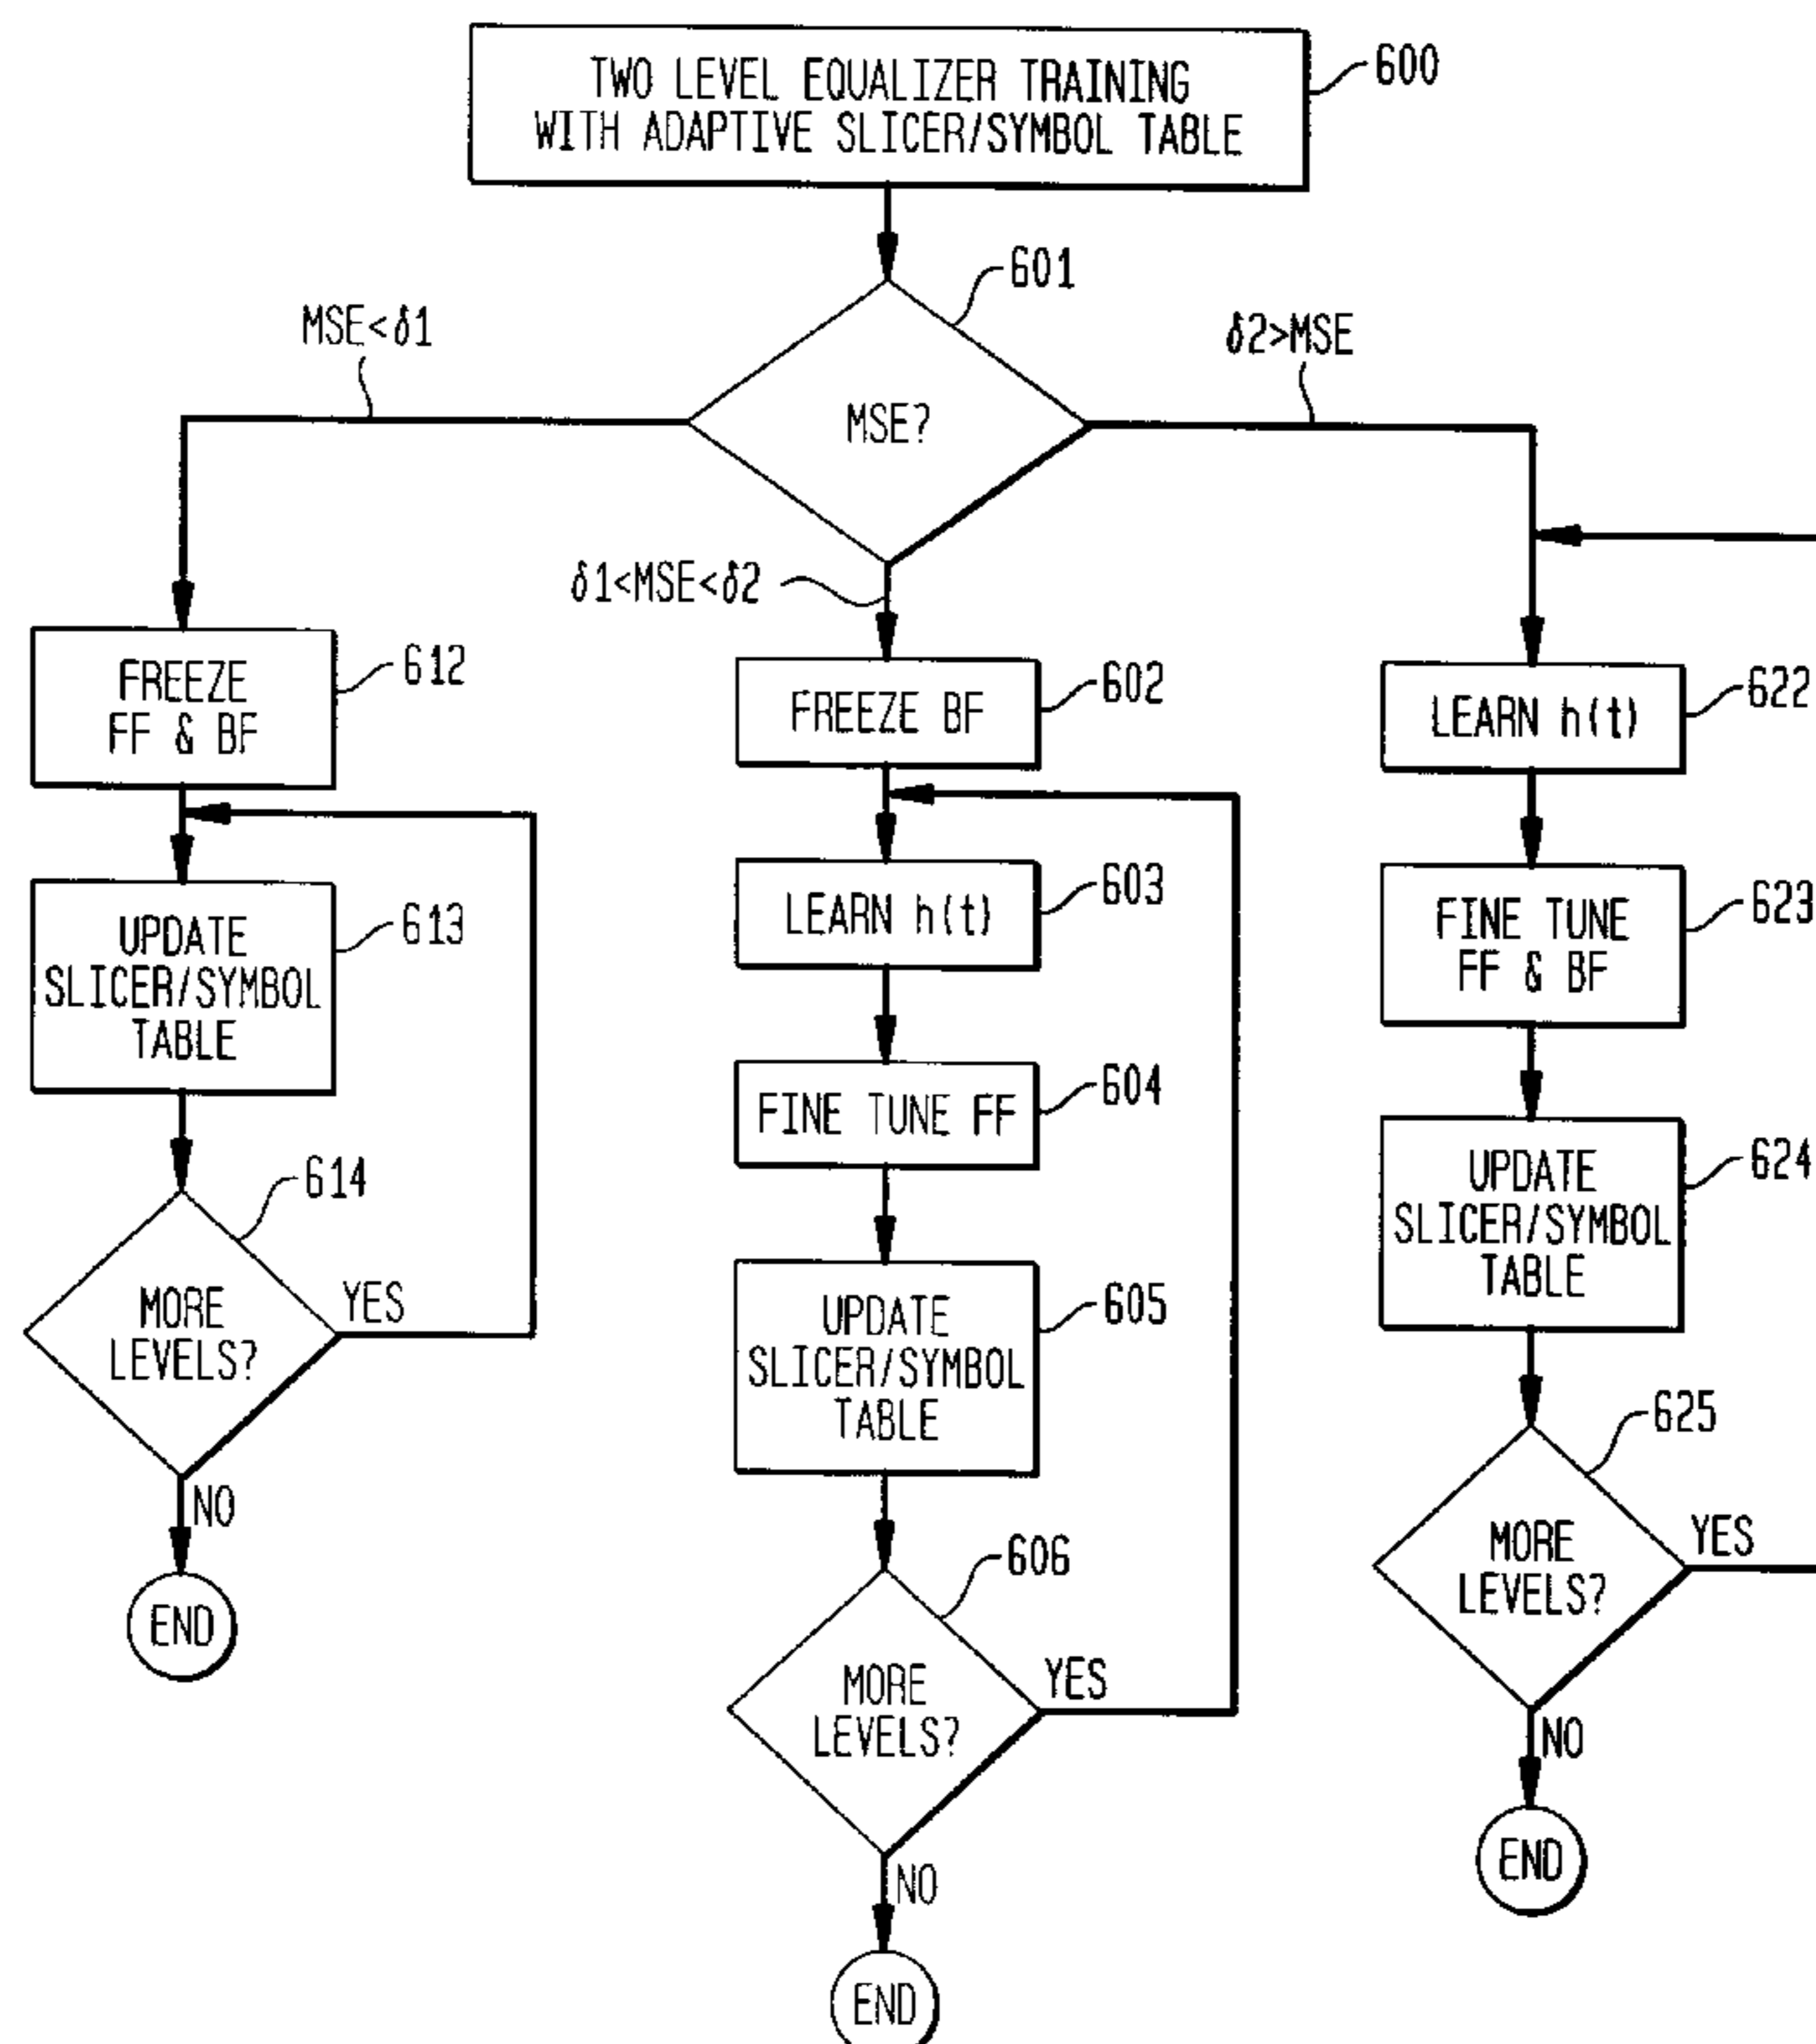 TWO LEVEL EQUALIZER TRAINING
WITH ADAPTIVE SLICER/SYMBOL TABLE
600
601
MSE?
MSE<δ1
δ1<MSE<δ2
δ2>MSE
FREEZE
FF & BF
612
UPDATE
SLICER/SYMBOL
TABLE
613
MORE
LEVELS?
614
YES
NO
END
FREEZE BF
602
LEARN h(t)
603
FINE TUNE FF
604
UPDATE
SLICER/SYMBOL
TABLE
605
MORE
LEVELS?
606
YES
NO
END
LEARN h(t)
622
FINE TUNE
FF & BF
623
UPDATE
SLICER/SYMBOL
TABLE
624
MORE
LEVELS?
625
YES
NO
END